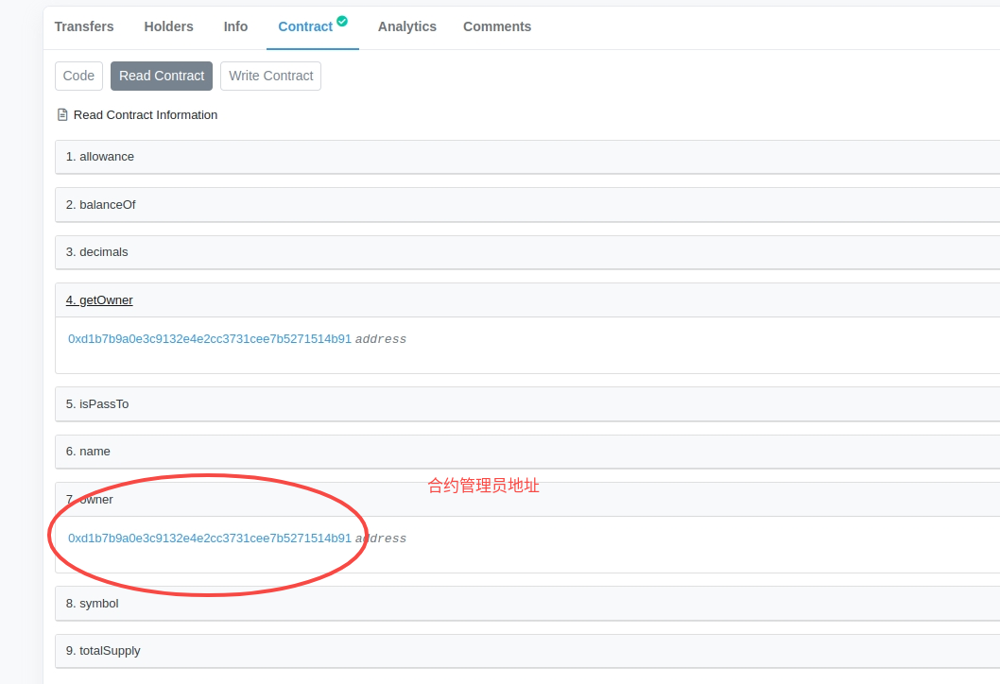 Transfers Holders Info Contract Analytics Comments
Code Read Contract Write Contract
Read Contract Information
1. allowance
2. balanceOf
3. decimals
4. getOwner
0xd1b7b9a0e3c9132e4e2cc3731cee7b5271514b91 address
5. isPassTo
6. name
合约管理员地址
7. owner
0xd1b7b9a0e3c9132e4e2cc3731cee7b5271514b91 address
8. symbol
9. totalSupply